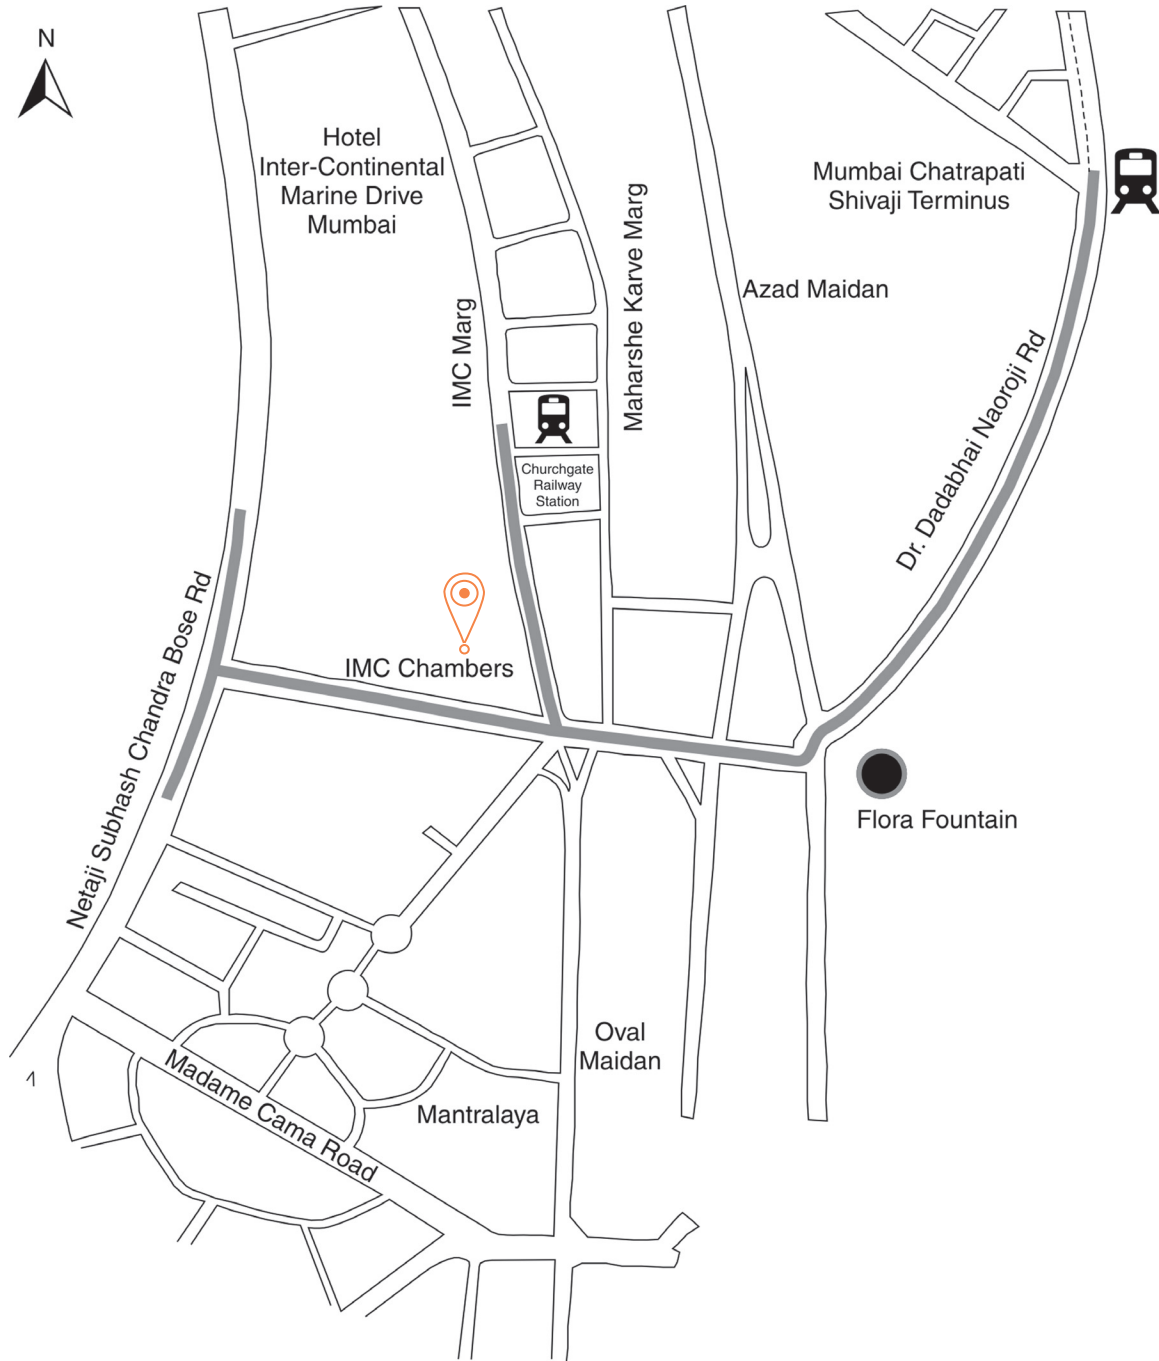 N
Hotel
Inter-Continental
Marine Drive
Mumbai
Mumbai Chatrapati
Shivaji Terminus
Maharshe Karve Marg
Azad Maidan
IMC Marg
Dr. Dadabhai Naoroji Rd
Churchgate
Railway
Station
Netaji Subhash Chandra Bose Rd
IMC Chambers
Flora Fountain
Oval
Maidan
Madame Cama Road
Mantralaya